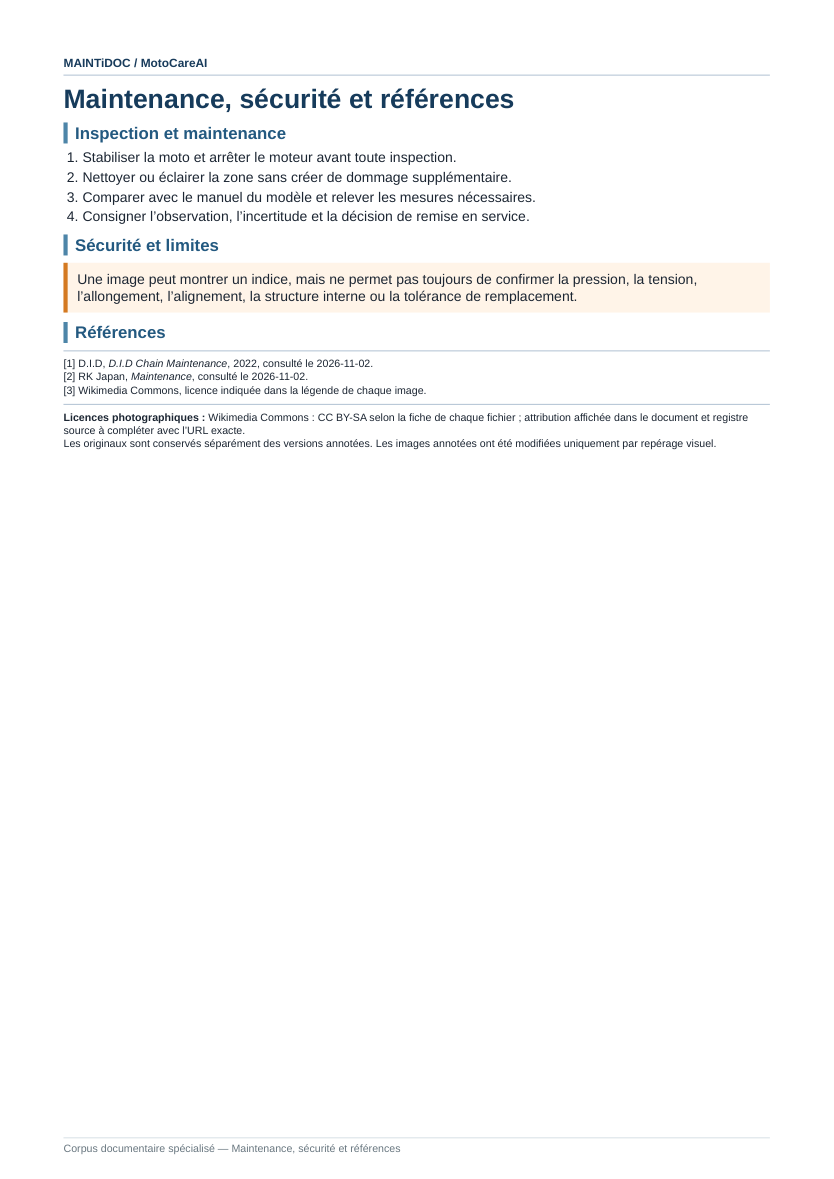 MAINTiDOC / MotoCareAI
Maintenance, sécurité et références
Inspection et maintenance
1. Stabiliser la moto et arrêter le moteur avant toute inspection.
2. Nettoyer ou éclairer la zone sans créer de dommage supplémentaire.
3. Comparer avec le manuel du modèle et relever les mesures nécessaires.
4. Consigner l’observation, l’incertitude et la décision de remise en service.
Sécurité et limites
Une image peut montrer un indice, mais ne permet pas toujours de confirmer la pression, la tension,
l’allongement, l’alignement, la structure interne ou la tolérance de remplacement.
Références
[1] D.I.D, D.I.D Chain Maintenance, 2022, consulté le 2026-11-02.
[2] RK Japan, Maintenance, consulté le 2026-11-02.
[3] Wikimedia Commons, licence indiquée dans la légende de chaque image.
Licences photographiques : Wikimedia Commons : CC BY-SA selon la fiche de chaque fichier ; attribution affichée dans le document et registre
source à compléter avec l’URL exacte.
Les originaux sont conservés séparément des versions annotées. Les images annotées ont été modifiées uniquement par repérage visuel.
Corpus documentaire spécialisé — Maintenance, sécurité et références